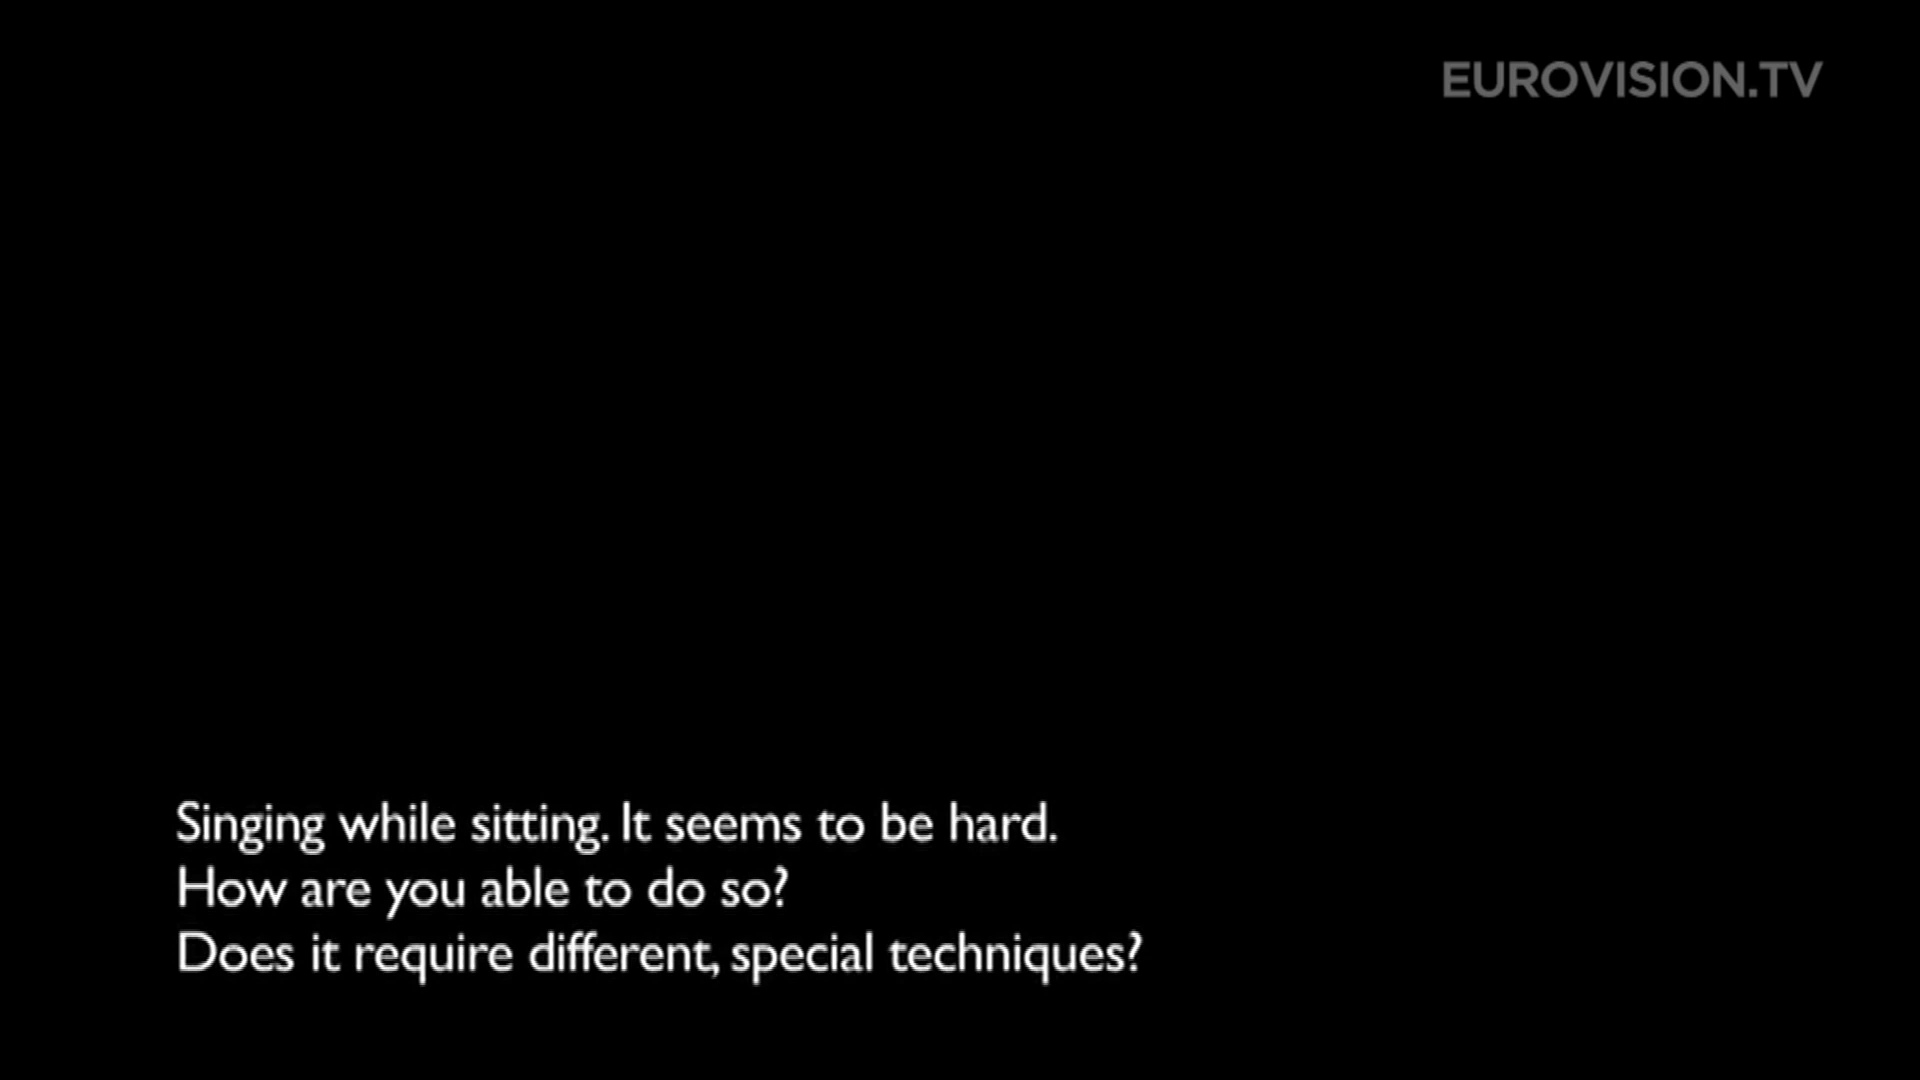 EUROVISION.TV
Singing while sitting. It seems to be hard.
How are you able to do so?
Does it require different, special techniques?